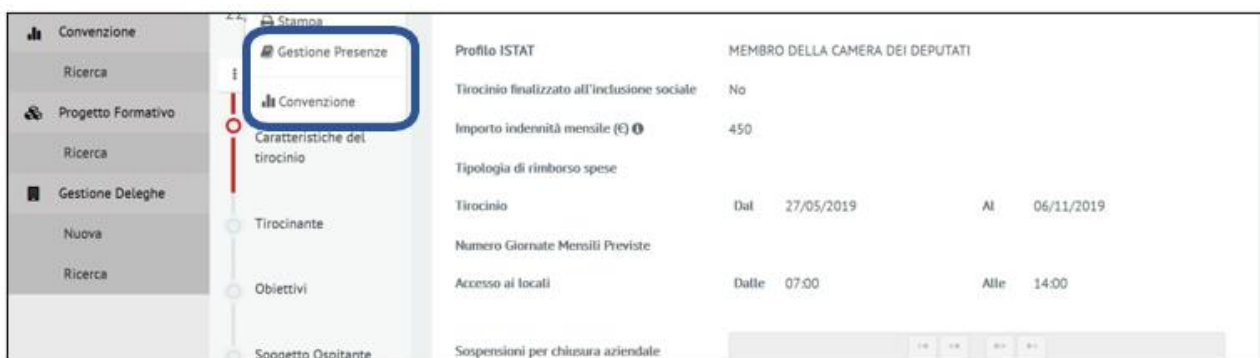 Convenzione
Ricerca
Progetto Formativo
Ricerca
Gestione Deleghe
Nuova
Ricerca
22,
Stampa
Gestione Presenze
Convenzione
Caratteristiche del
tirocinio
Tirocinante
Obiettivi
Soggetto Ospitante
Profilo ISTAT MEMBRO DELLA CAMERA DEI DEPUTATI
Tirocinio finalizzato all'inclusione sociale No
Importo indennità mensile (€) 450
Tipologia di rimborso spese
Tirocinio Dal 27/05/2019 Al 06/11/2019
Numero Giornate Mensili Previste
Accesso ai locali Dalle 07:00 Alle 14:00
Sospensioni per chiusura aziendale